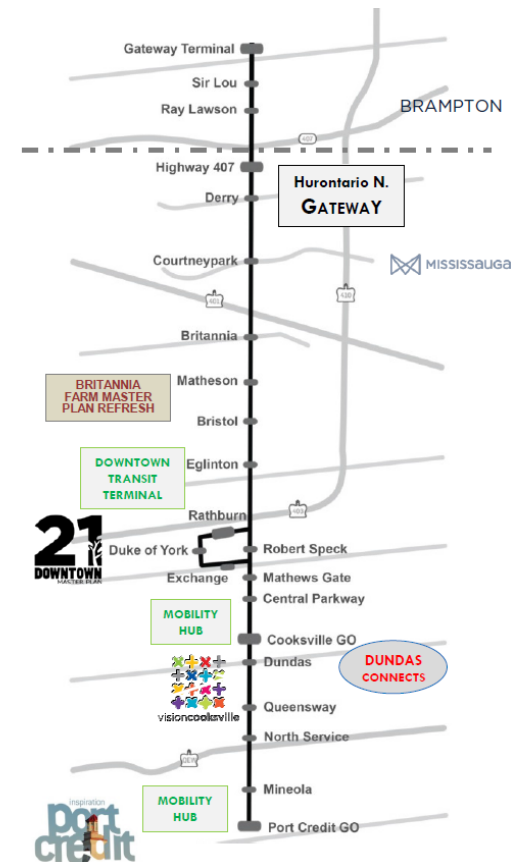 Gateway Terminal
Sir Lou
Ray Lawson
BRAMPTON
407
Highway 407
Hurontario N.
GATEWAY
Derry
Courtneypark
MISSISSAUGA
401
410
Britannia
BRITANNIA
FARM MASTER
PLAN REFRESH
Matheson
Bristol
DOWNTOWN
TRANSIT
TERMINAL
Eglinton
403
Rathburn
21
DOWNTOWN
MASTER PLAN
Duke of York
Robert Speck
Exchange
Mathews Gate
Central Parkway
MOBILITY
HUB
Cooksville GO
Dundas
DUNDAS
CONNECTS
visioncooksville
Queensway
North Service
QEW
Mineola
MOBILITY
HUB
Port Credit GO
inspiration
port
credit